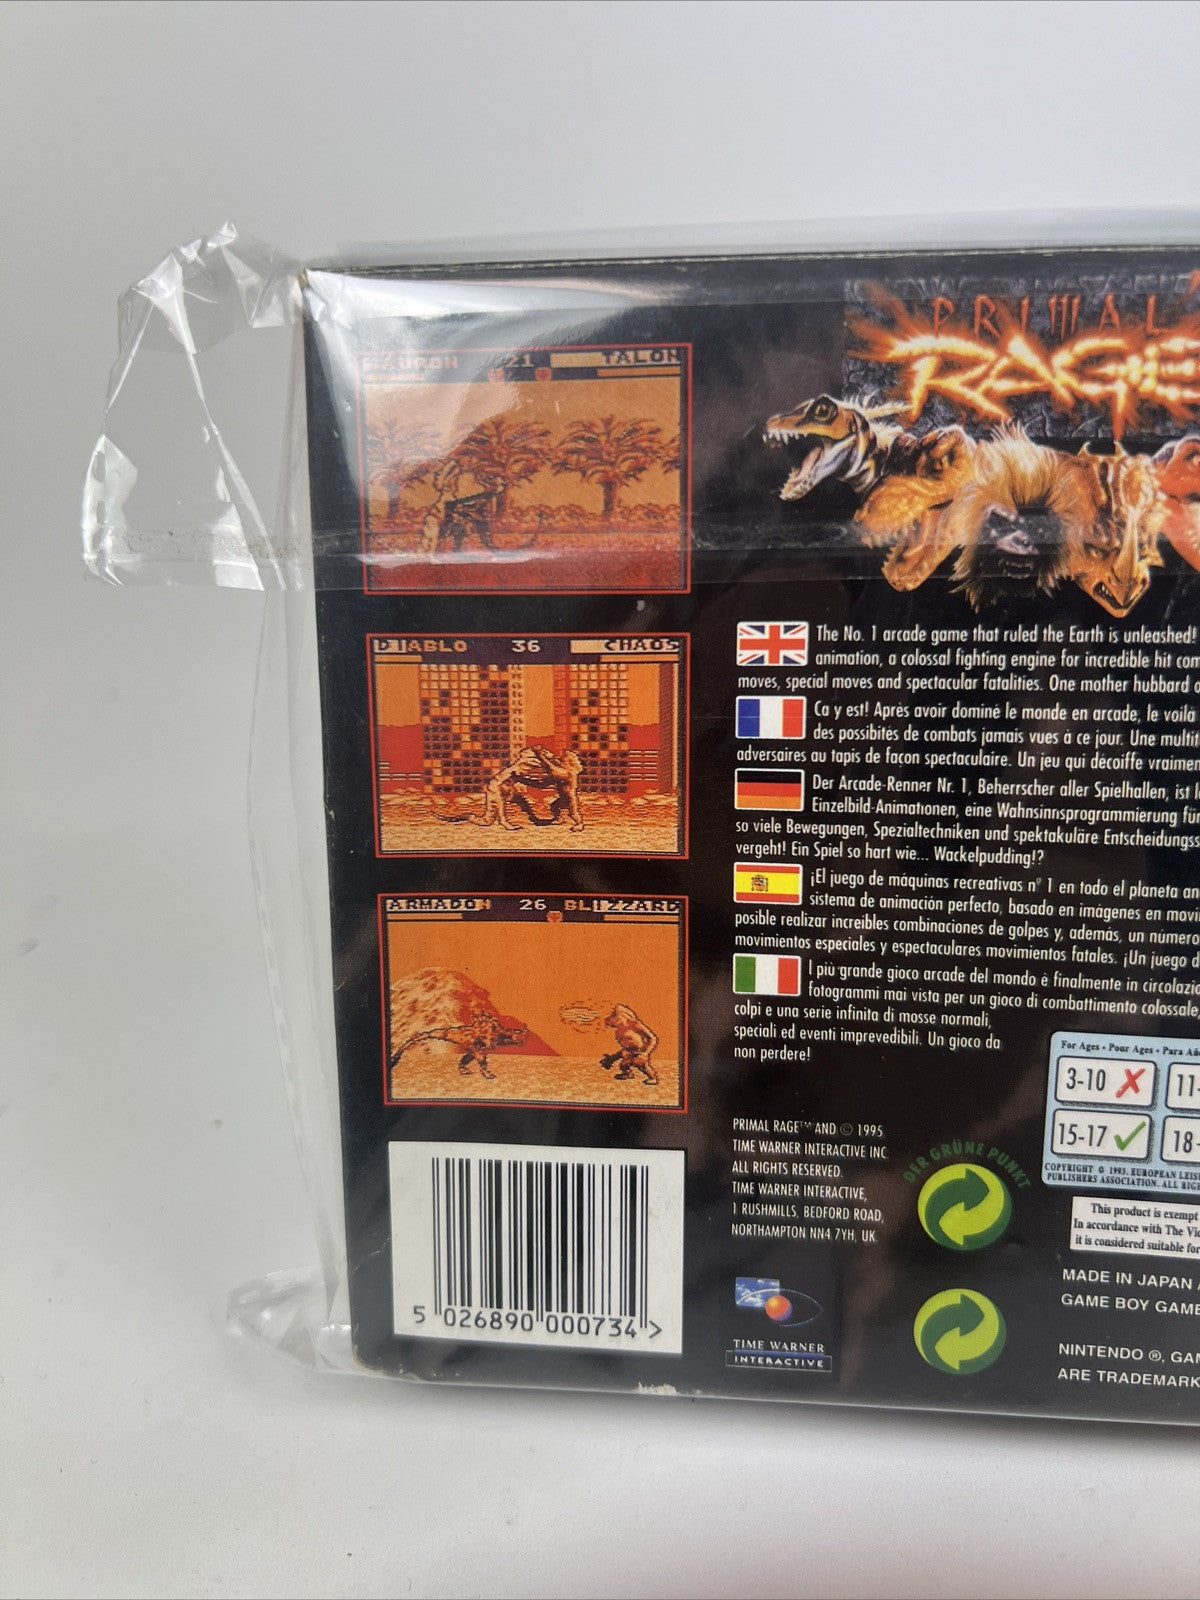 SAURON 21 TALON
PRIMAL
RAGE
DIABLO 36 CHAOS
ARMADON 26 BLIZZARD
The No. 1 arcade game that ruled the Earth is unleashed!
animation, a colossal fighting engine for incredible hit com
moves, special moves and spectacular fatalities. One mother hubbard o
Ca y est! Après avoir dominé le monde en arcade, le voilà
des possibités de combats jamais vues à ce jour. Une multit
adversaires au tapis de façon spectaculaire. Un jeu qui décoiffe vraimen
Der Arcade-Renner Nr. 1, Beherrscher aller Spielhallen, ist
Einzelbild-Animationen, eine Wahnsinnsprogrammierung für
so viele Bewegungen, Spezialtechniken und spektakuläre Entscheidungss
vergeht! Ein Spiel so hart wie... Wackelpudding!?
¡El juego de máquinas recreativas nº 1 en todo el planeta an
sistema de animación perfecto, basado en imágenes en movi
posible realizar increíbles combinaciones de golpes y, además, un número
movimientos especiales y espectaculares movimientos fatales. ¡Un juego d
I più grande gioco arcade del mondo è finalmente in circolazio
fotogrammi mai vista per un gioco di combattimento colossale,
colpi e una serie infinita di mosse normali,
speciali ed eventi imprevedibili. Un gioco da
non perdere!
For Ages • Pour Ages • Para Añ
3-10 11-
15-17 18-
COPYRIGHT © 1993. EUROPEAN LEIS
PUBLISHERS ASSOCIATION. ALL RIG
This product is exempt
In accordance with The Vi
it is considered suitable for
PRIMAL RAGE™ AND © 1995
TIME WARNER INTERACTIVE INC.
ALL RIGHTS RESERVED.
TIME WARNER INTERACTIVE,
1 RUSHMILLS, BEDFORD ROAD,
NORTHAMPTON NN4 7YH, UK
DER GRÜNE PUNKT
MADE IN JAPAN
GAME BOY GAME
NINTENDO ®, GA
ARE TRADEMARK
TIME WARNER
INTERACTIVE
5 026890 000734 >